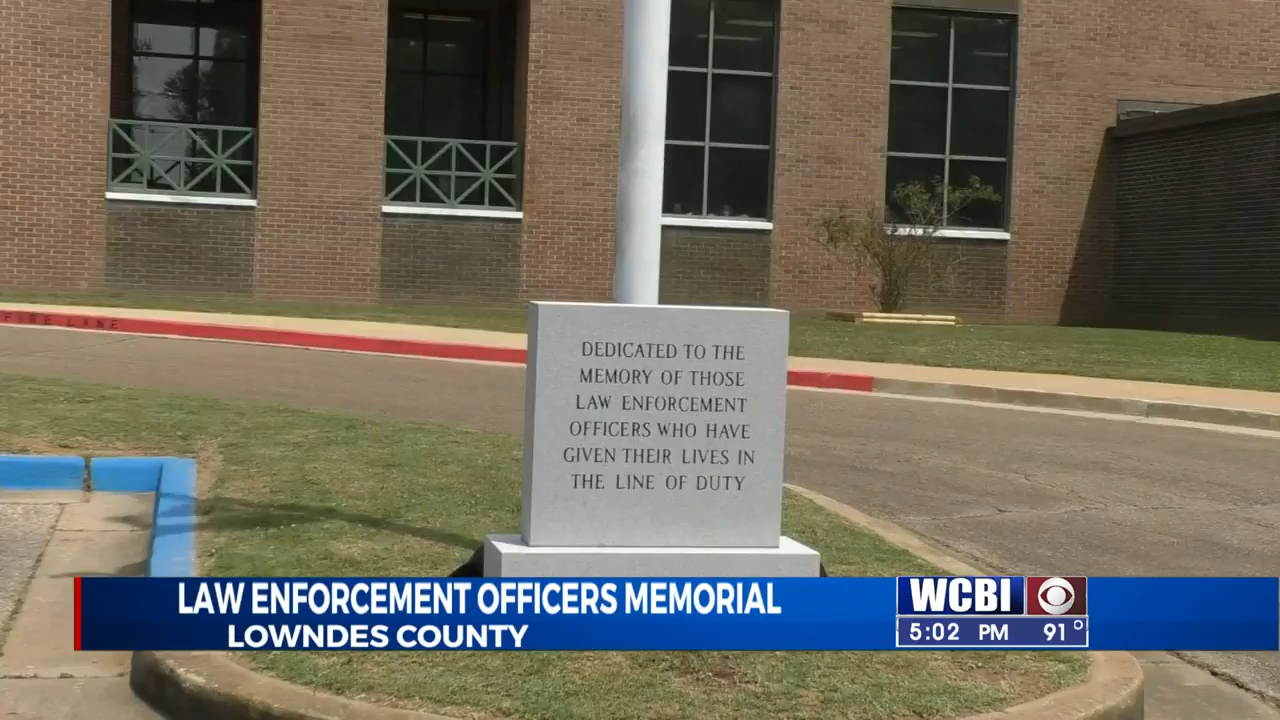 FIRE LANE
DEDICATED TO THE
MEMORY OF THOSE
LAW ENFORCEMENT
OFFICERS WHO HAVE
GIVEN THEIR LIVES IN
THE LINE OF DUTY
LAW ENFORCEMENT OFFICERS MEMORIAL
LOWNDES COUNTY
WCBI
5:02 PM 91°